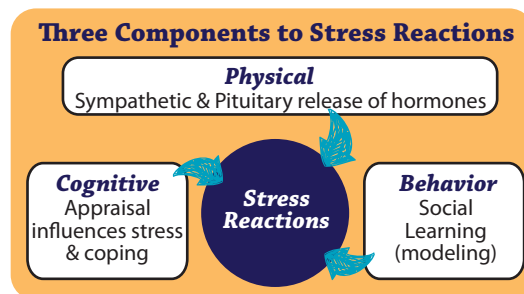 Three Components to Stress Reactions
Physical
Sympathetic & Pituitary release of hormones
Cognitive
Appraisal
influences stress
& coping
Stress
Reactions
Behavior
Social
Learning
(modeling)